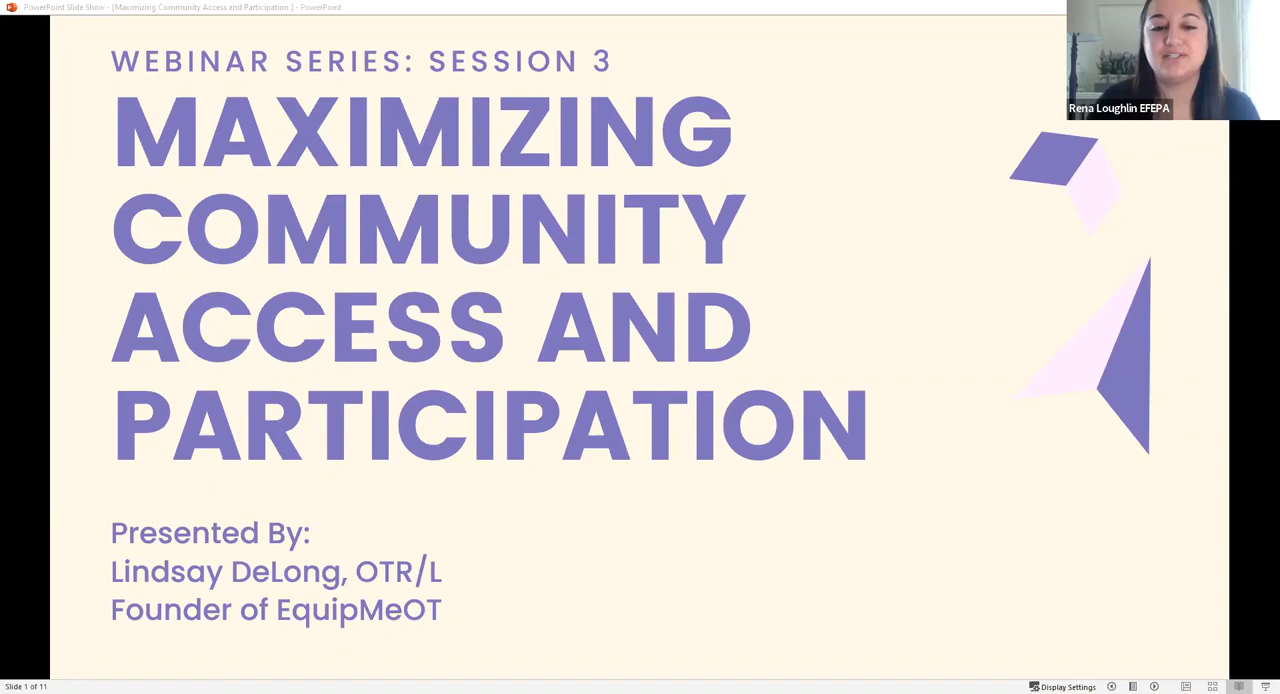 PowerPoint Slide Show - [Maximizing Community Access and Participation ] - PowerPoint
WEBINAR SERIES: SESSION 3
MAXIMIZING
COMMUNITY
ACCESS AND
PARTICIPATION
Presented By:
Lindsay DeLong, OTR/L
Founder of EquipMeOT
Rena Loughlin EFEPA
Slide 1 of 11
Display Settings